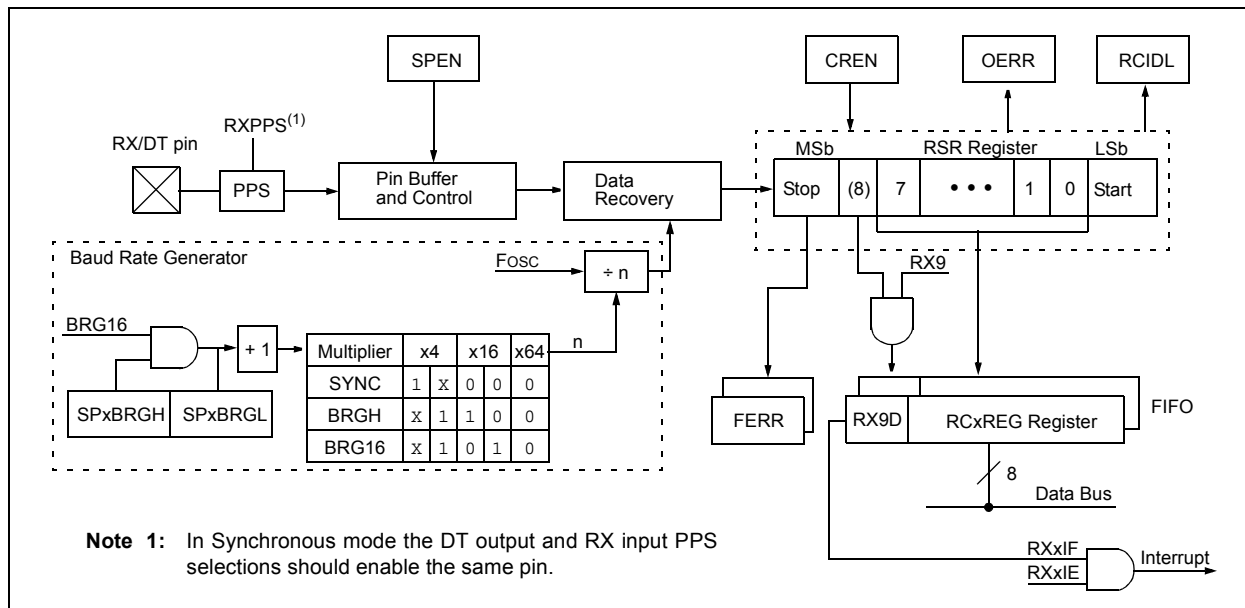 SPEN
CREN
OERR
RCIDL
RXPPS(1)
RX/DT pin
PPS
Pin Buffer
and Control
Data
Recovery
MSb
RSR Register
LSb
Stop
(8)
7
• • •
1
0
Start
Baud Rate Generator
FOSC
÷ n
RX9
BRG16
+ 1
n
Multiplier x4 x16 x64
SYNC 1 X 0 0 0
BRGH X 1 1 0 0
BRG16 X 1 0 1 0
SPxBRGH
SPxBRGL
FERR
RX9D
RCxREG Register
FIFO
8
Data Bus
Note 1: In Synchronous mode the DT output and RX input PPS
selections should enable the same pin.
RXxIF
RXxIE
Interrupt